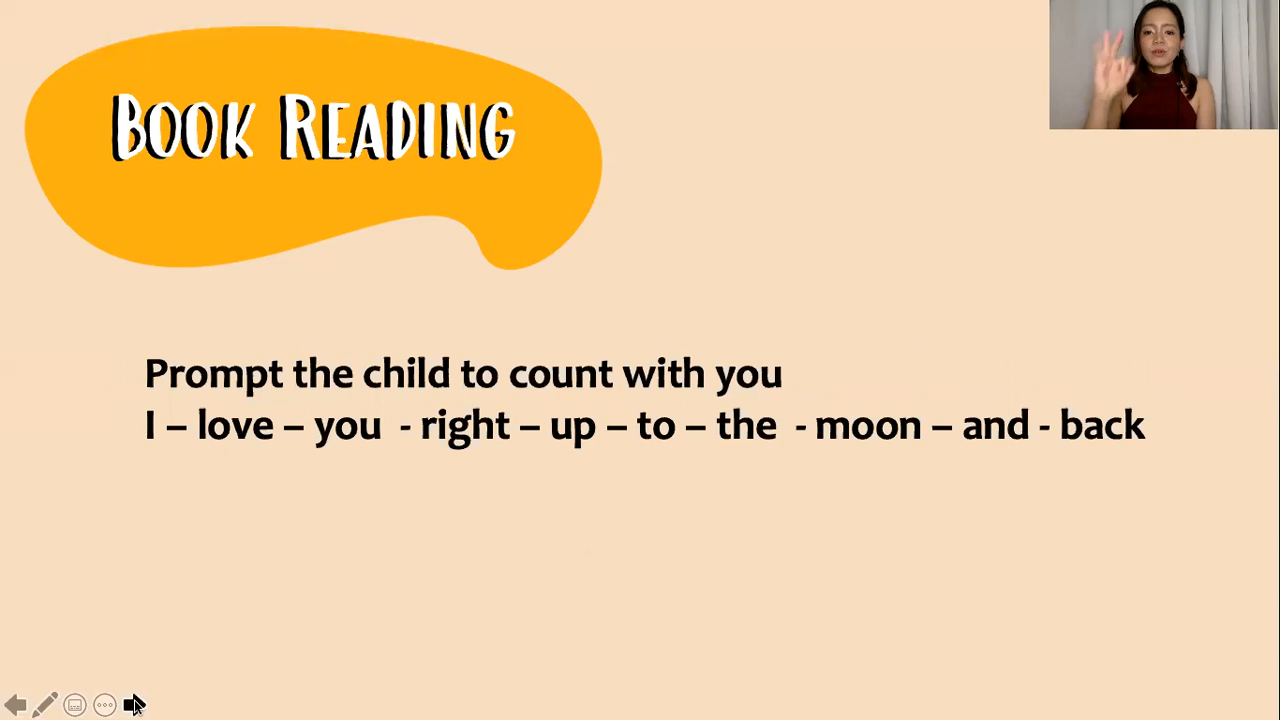 BOOK READING
Prompt the child to count with you
I – love – you - right – up – to – the - moon – and - back